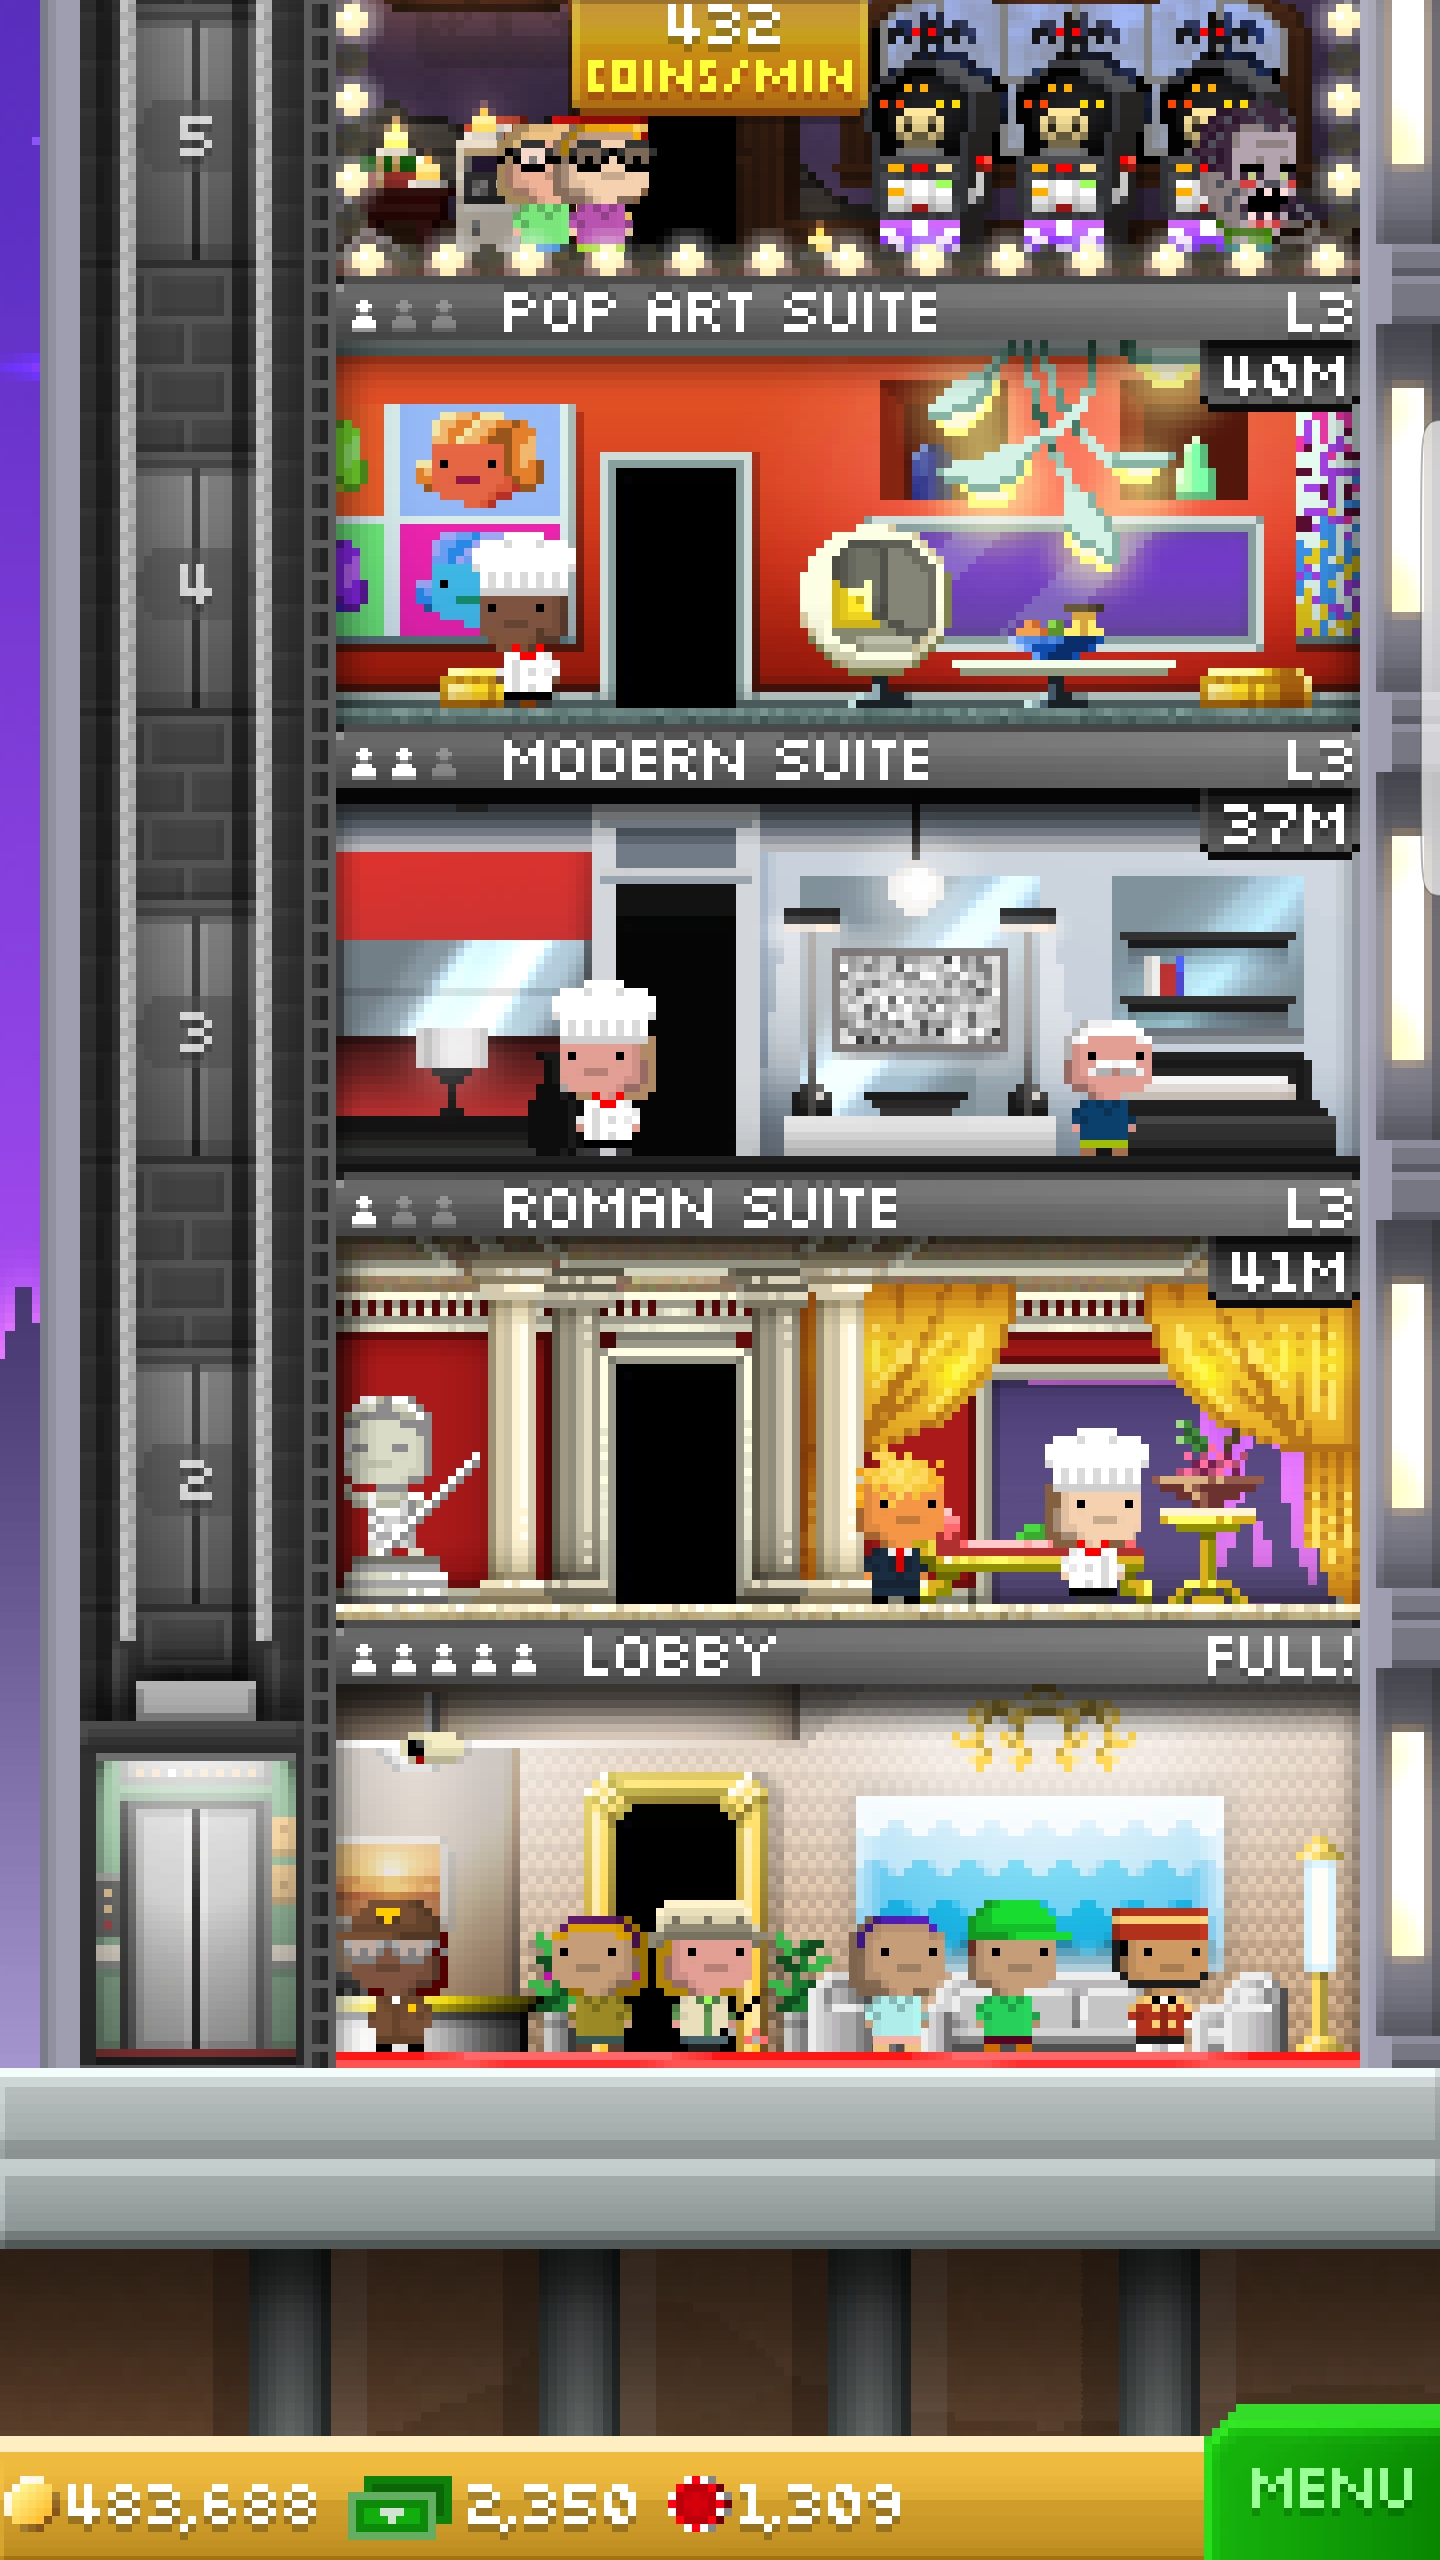 432
COINS/MIN
5
POP ART SUITE L3
40M
4
MODERN SUITE L3
37M
3
ROMAN SUITE L3
41M
2
LOBBY FULL!
483,688 2,350 1,309 MENU